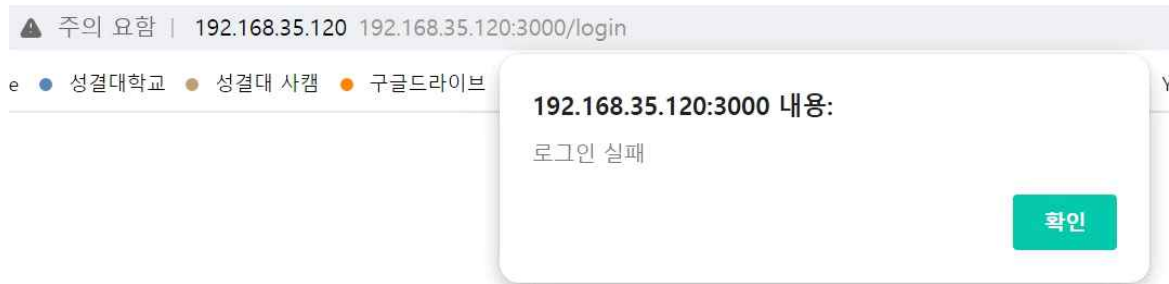 주의 요함 | 192.168.35.120 192.168.35.120:3000/login
e 성결대학교 성결대 사캠 구글드라이브 Y
192.168.35.120:3000 내용:
로그인 실패
확인